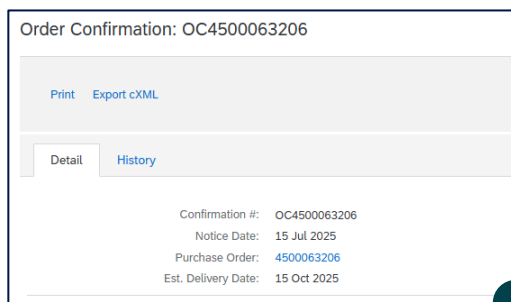 Order Confirmation: OC4500063206
Print Export cXML
Detail History
Confirmation #: OC4500063206
Notice Date: 15 Jul 2025
Purchase Order: 4500063206
Est. Delivery Date: 15 Oct 2025